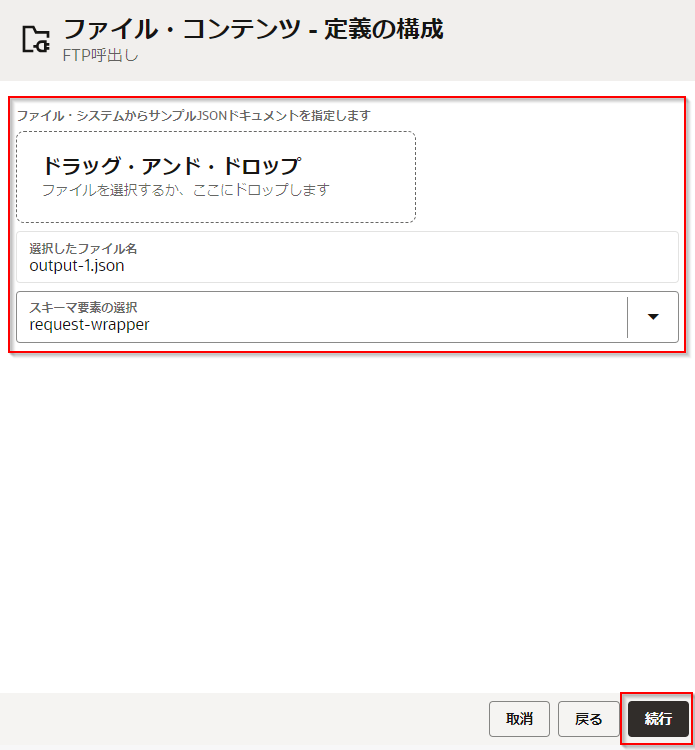 ファイル・コンテンツ - 定義の構成
FTP呼出し
ファイル・システムからサンプルJSONドキュメントを指定します
ドラッグ・アンド・ドロップ
ファイルを選択するか、ここにドロップします
選択したファイル名
output-1.json
スキーマ要素の選択
request-wrapper
取消
戻る
続行